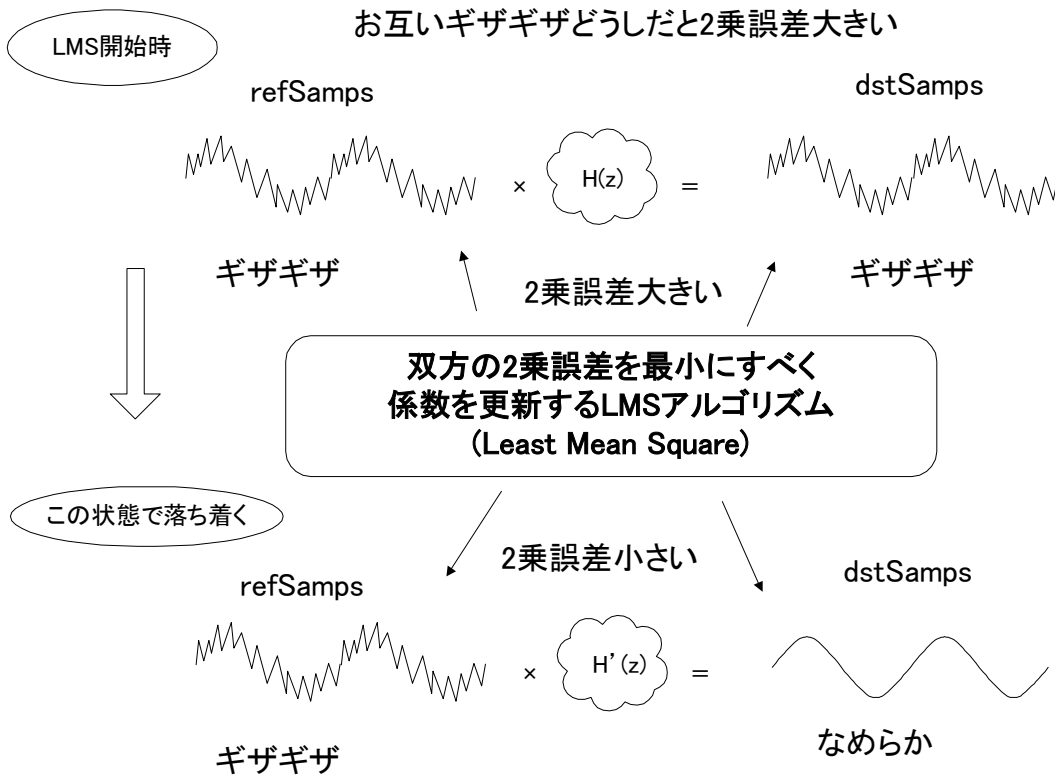 お互いギザギザどうしだと2乗誤差大きい
LMS開始時
refSamps
dstSamps
× H(z) =
ギザギザ
ギザギザ
2乗誤差大きい
双方の2乗誤差を最小にすべく
係数を更新するLMSアルゴリズム
(Least Mean Square)
この状態で落ち着く
2乗誤差小さい
refSamps
dstSamps
× H'(z) =
なめらか
ギザギザ